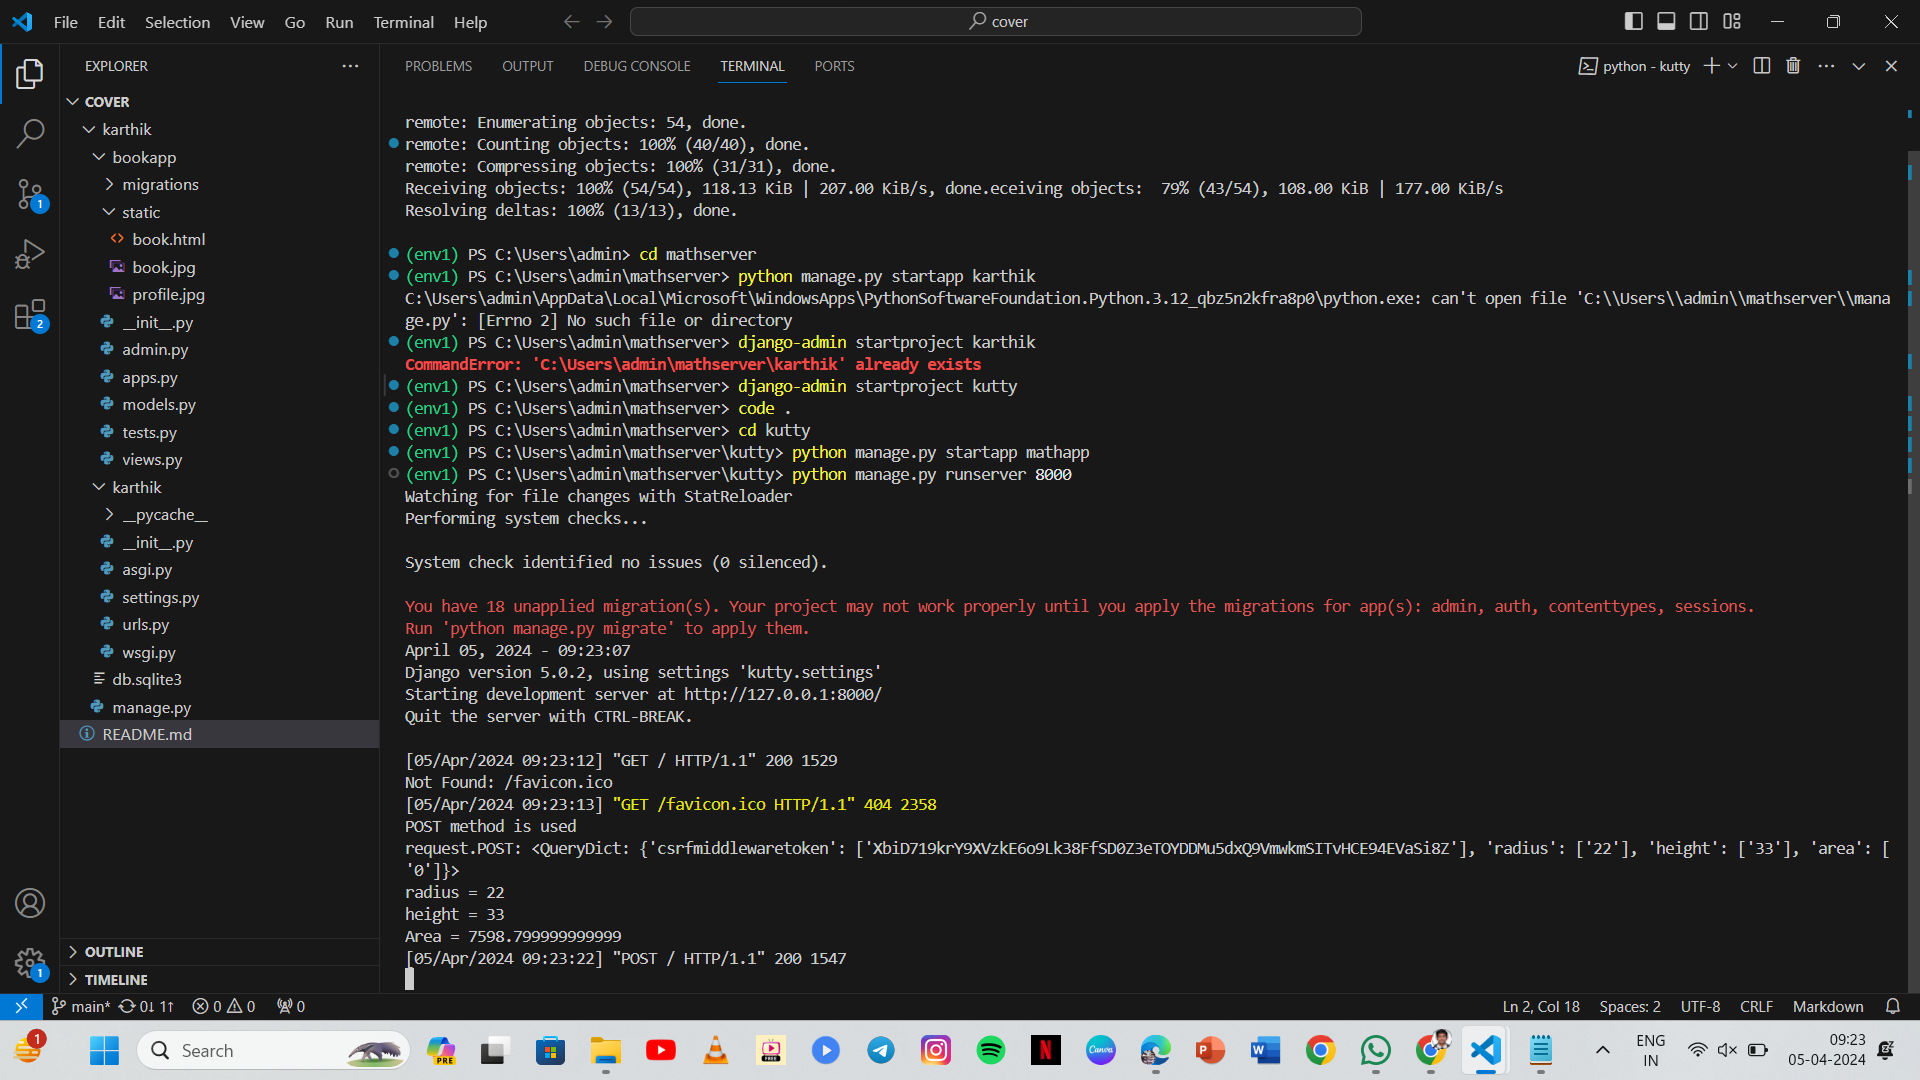 File Edit Selection View Go Run Terminal Help
cover
EXPLORER
PROBLEMS OUTPUT DEBUG CONSOLE TERMINAL PORTS
python - kutty
COVER
karthik
bookapp
migrations
static
book.html
book.jpg
profile.jpg
__init__.py
admin.py
apps.py
models.py
tests.py
views.py
karthik
__pycache__
__init__.py
asgi.py
settings.py
urls.py
wsgi.py
db.sqlite3
manage.py
README.md
OUTLINE
TIMELINE
1
2
1
remote: Enumerating objects: 54, done.
remote: Counting objects: 100% (40/40), done.
remote: Compressing objects: 100% (31/31), done.
Receiving objects: 100% (54/54), 118.13 KiB | 207.00 KiB/s, done.eceiving objects:  79% (43/54), 108.00 KiB | 177.00 KiB/s
Resolving deltas: 100% (13/13), done.
(env1) PS C:\Users\admin> cd mathserver
(env1) PS C:\Users\admin\mathserver> python manage.py startapp karthik
C:\Users\admin\AppData\Local\Microsoft\WindowsApps\PythonSoftwareFoundation.Python.3.12_qbz5n2kfra8p0\python.exe: can't open file 'C:\\Users\\admin\\mathserver\\mana
ge.py': [Errno 2] No such file or directory
(env1) PS C:\Users\admin\mathserver> django-admin startproject karthik
CommandError: 'C:\Users\admin\mathserver\karthik' already exists
(env1) PS C:\Users\admin\mathserver> django-admin startproject kutty
(env1) PS C:\Users\admin\mathserver> code .
(env1) PS C:\Users\admin\mathserver> cd kutty
(env1) PS C:\Users\admin\mathserver\kutty> python manage.py startapp mathapp
(env1) PS C:\Users\admin\mathserver\kutty> python manage.py runserver 8000
Watching for file changes with StatReloader
Performing system checks...
System check identified no issues (0 silenced).
You have 18 unapplied migration(s). Your project may not work properly until you apply the migrations for app(s): admin, auth, contenttypes, sessions.
Run 'python manage.py migrate' to apply them.
April 05, 2024 - 09:23:07
Django version 5.0.2, using settings 'kutty.settings'
Starting development server at http://127.0.0.1:8000/
Quit the server with CTRL-BREAK.
[05/Apr/2024 09:23:12] "GET / HTTP/1.1" 200 1529
Not Found: /favicon.ico
[05/Apr/2024 09:23:13] "GET /favicon.ico HTTP/1.1" 404 2358
POST method is used
request.POST: <QueryDict: {'csrfmiddlewaretoken': ['XbiD719krY9XVzkE6o9Lk38FfSD0Z3eTOYDDMu5dxQ9VmwkmSITvHCE94EVaSi8Z'], 'radius': ['22'], 'height': ['33'], 'area': [
'0']}>
radius = 22
height = 33
Area = 7598.799999999999
[05/Apr/2024 09:23:22] "POST / HTTP/1.1" 200 1547
main* 0↓ 1↑ 0 0 0
Ln 2, Col 18 Spaces: 2 UTF-8 CRLF Markdown
1
Search
PRE
FREE
N
Canva
P
W
ENG
IN
09:23
05-04-2024